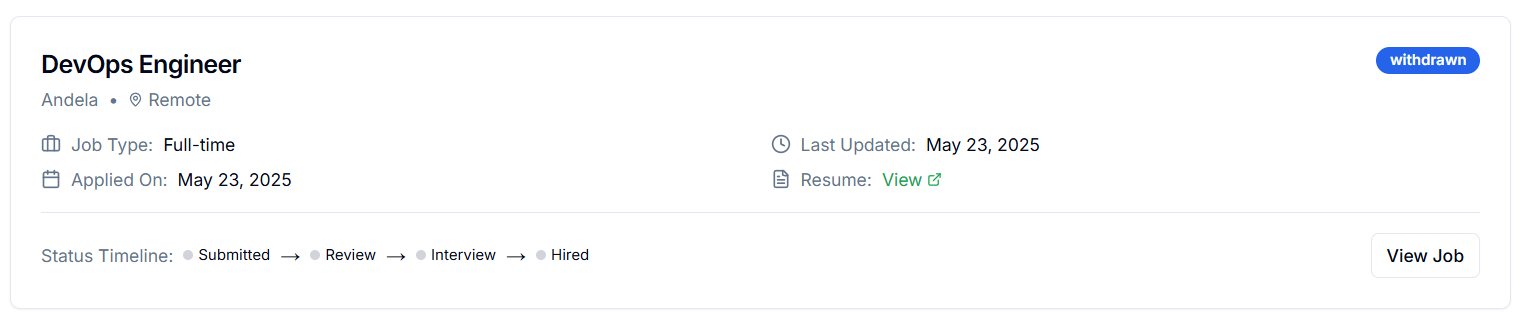 DevOps Engineer
withdrawn
Andela • Remote
Job Type: Full-time
Last Updated: May 23, 2025
Applied On: May 23, 2025
Resume: View
Status Timeline: Submitted → Review → Interview → Hired
View Job